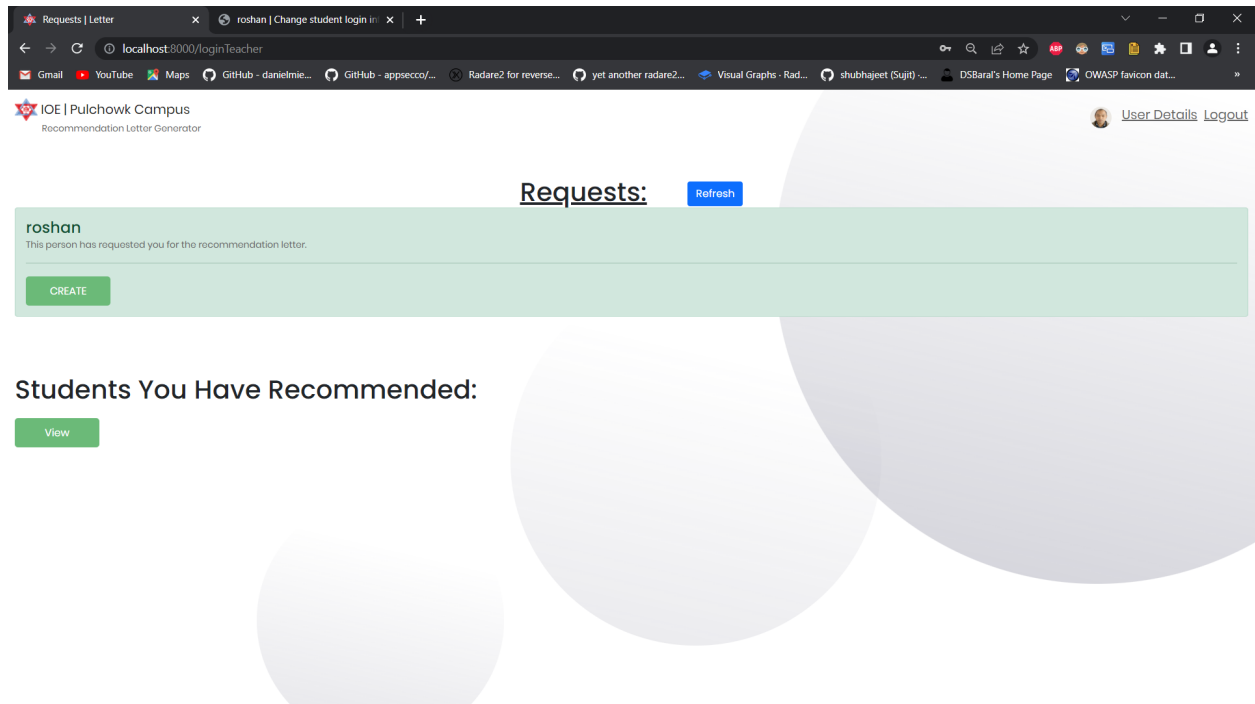 Requests | Letter
roshan | Change student login in
localhost:8000/loginTeacher
ABP
Gmail YouTube Maps GitHub - danielmie... GitHub - appsecco/... Radare2 for reverse... yet another radare2... Visual Graphs - Rad... shubhajeet (Sujit) -... DSBaral's Home Page OWASP favicon dat... »
IOE | Pulchowk Campus
Recommendation Letter Generator
User Details Logout
Requests: Refresh
roshan
This person has requested you for the recommendation letter.
CREATE
Students You Have Recommended:
View